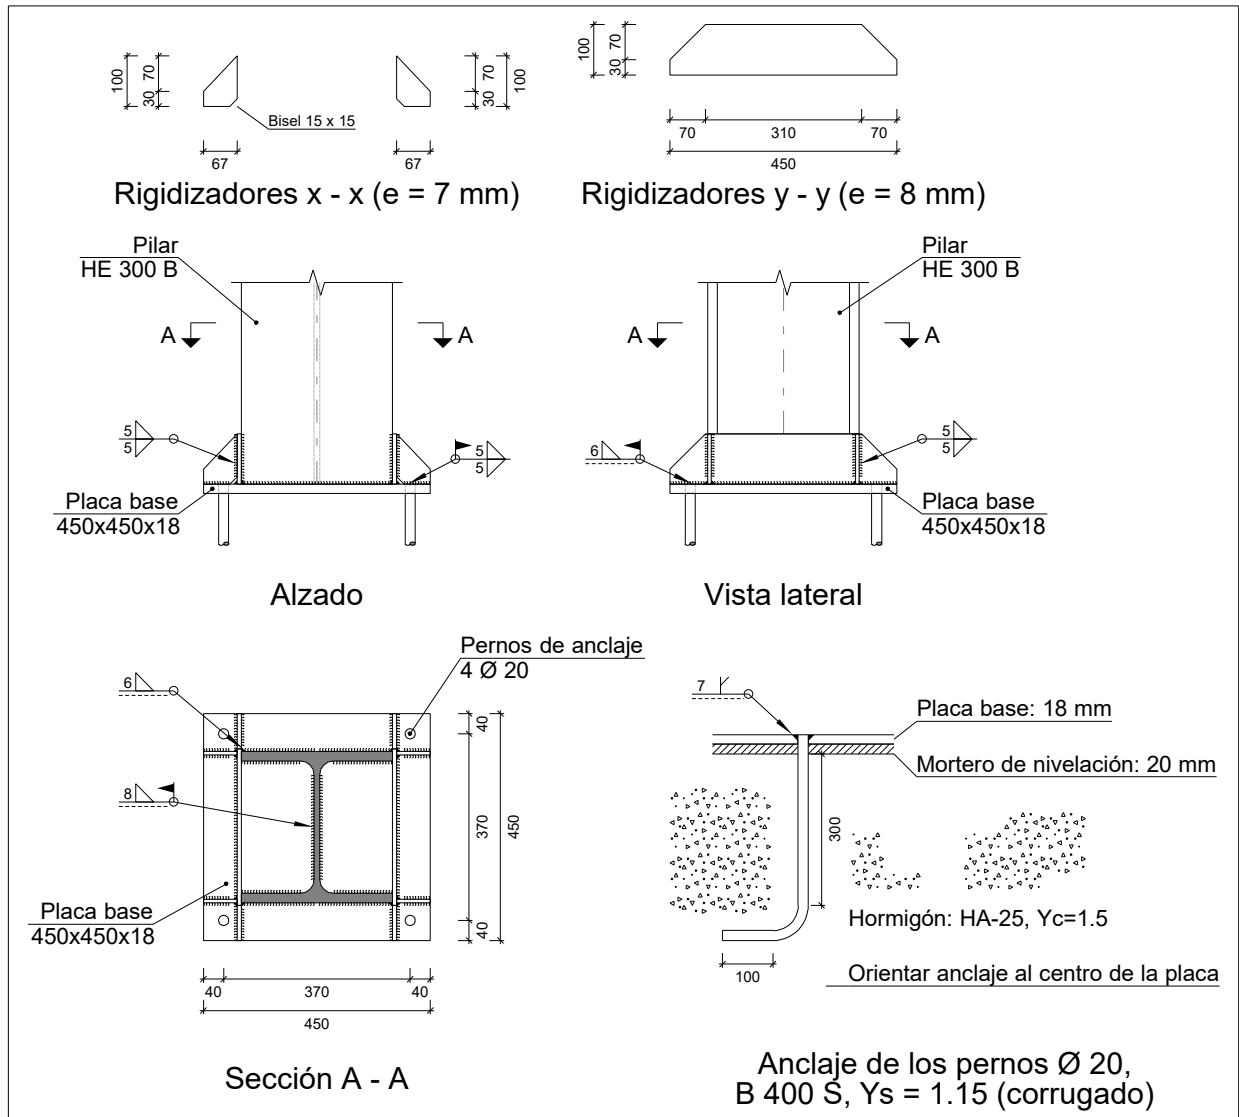 100
70
30
70
30
100
Bisel 15 x 15
67
67
Rigidizadores x - x (e = 7 mm)
100
70
30
70
310
70
450
Rigidizadores y - y (e = 8 mm)
Pilar
HE 300 B
A
A
5
5
5
5
Placa base
450x450x18
Alzado
Pilar
HE 300 B
A
A
6
5
5
Placa base
450x450x18
Vista lateral
Pernos de anclaje
4 Ø 20
6
8
40
370
450
40
Placa base
450x450x18
40
370
40
450
Sección A - A
7
Placa base: 18 mm
Mortero de nivelación: 20 mm
300
Hormigón: HA-25, Yc=1.5
100
Orientar anclaje al centro de la placa
Anclaje de los pernos Ø 20,
B 400 S, Ys = 1.15 (corrugado)